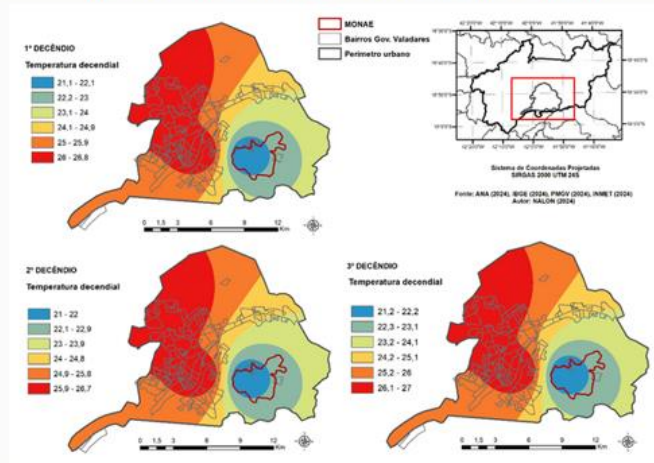 1º DECÊNDIO
Temperatura decendial
21,1 - 22,1
22,2 - 23
23,1 - 24
24,1 - 24,9
25 - 25,9
26 - 26,8
0 1,5 3 6 9 12
Km
MONAE
Bairros Gov. Valadares
Perímetro urbano
Sistema de Coordenadas Projetadas
SIRGAS 2000 UTM 24S
Fonte: ANA (2024), IBGE (2024), PMGV (2024), INMET (2024)
Autor: NALON (2024)
2º DECÊNDIO
Temperatura decendial
21 - 22
22,1 - 22,9
23 - 23,9
24 - 24,8
24,9 - 25,8
25,9 - 26,7
0 1,5 3 6 9 12
Km
3º DECÊNDIO
Temperatura decendial
21,2 - 22,2
22,3 - 23,1
23,2 - 24,1
24,2 - 25,1
25,2 - 26
26,1 - 27
0 1,5 3 6 9 12
Km